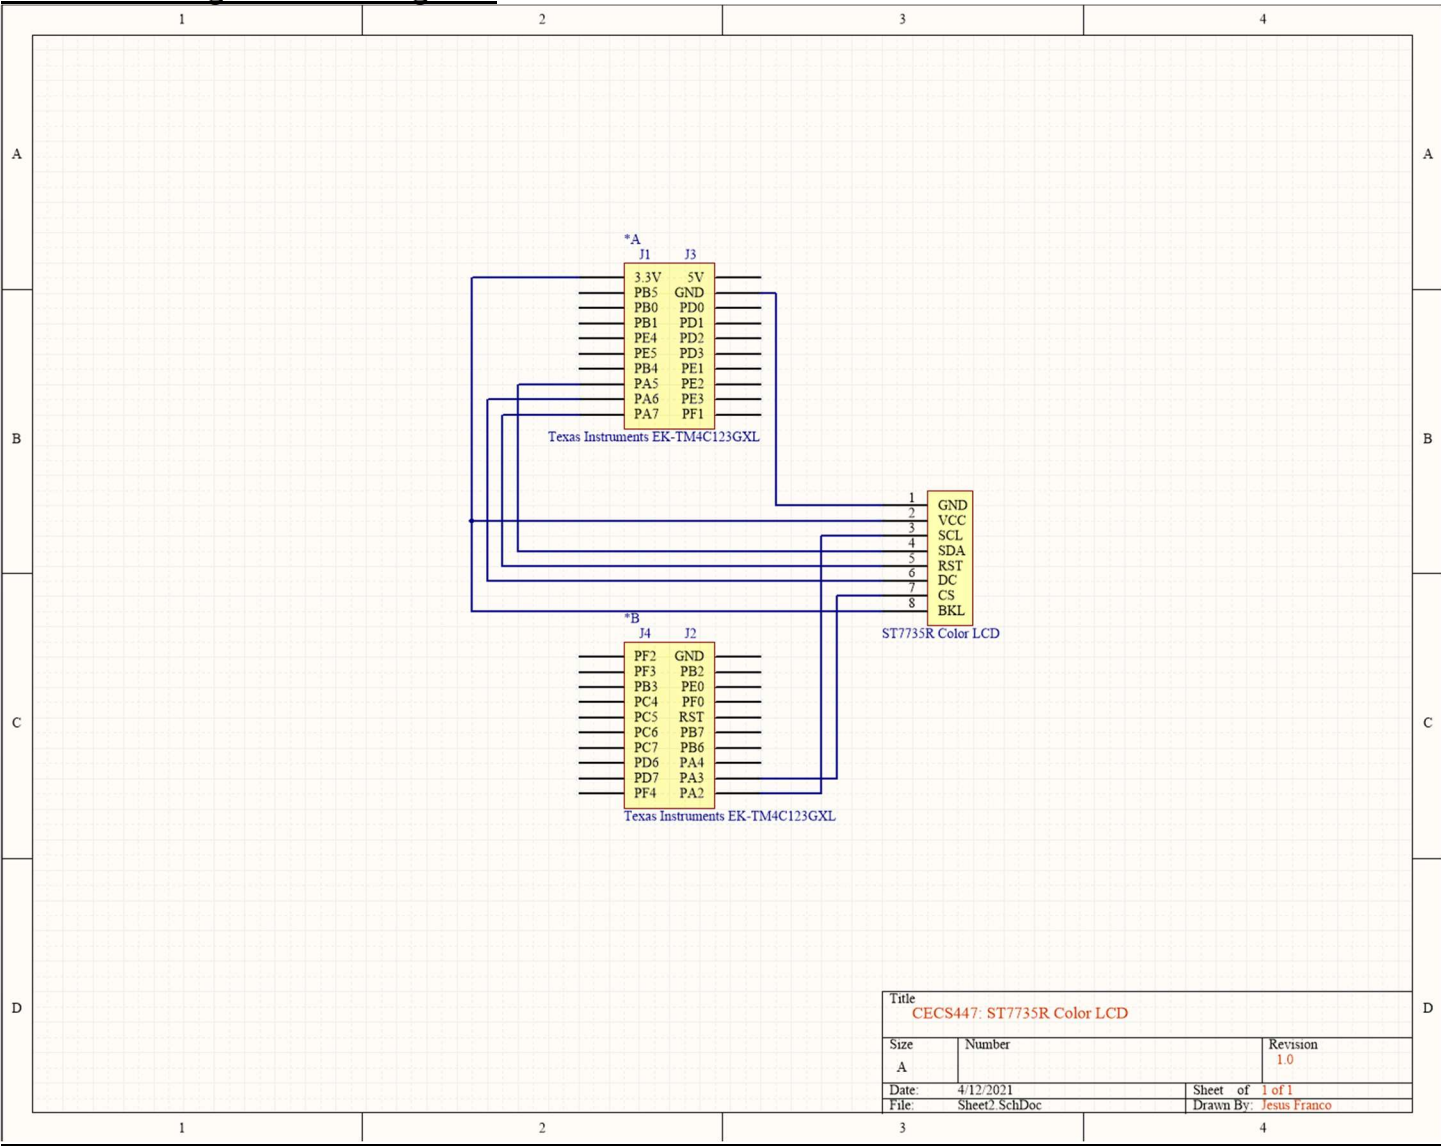 1 2 3 4
A A
*A
J1 J3
3.3V 5V
PB5 GND
PB0 PD0
PB1 PD1
PE4 PD2
PE5 PD3
PB4 PE1
PA5 PE2
PA6 PE3
PA7 PF1
Texas Instruments EK-TM4C123GXL
B B
1 GND
2 VCC
3 SCL
4 SDA
5 RST
6 DC
7 CS
8 BKL
ST7735R Color LCD
*B
J4 J2
PF2 GND
PF3 PB2
PB3 PE0
PC4 PF0
PC5 RST
PC6 PB7
PC7 PB6
PD6 PA4
PD7 PA3
PF4 PA2
Texas Instruments EK-TM4C123GXL
C C
D D
Title
CECS447: ST7735R Color LCD
Size Number Revision
A 1.0
Date: 4/12/2021 Sheet of 1 of 1
File: Sheet2.SchDoc Drawn By: Jesus Franco
1 2 3 4